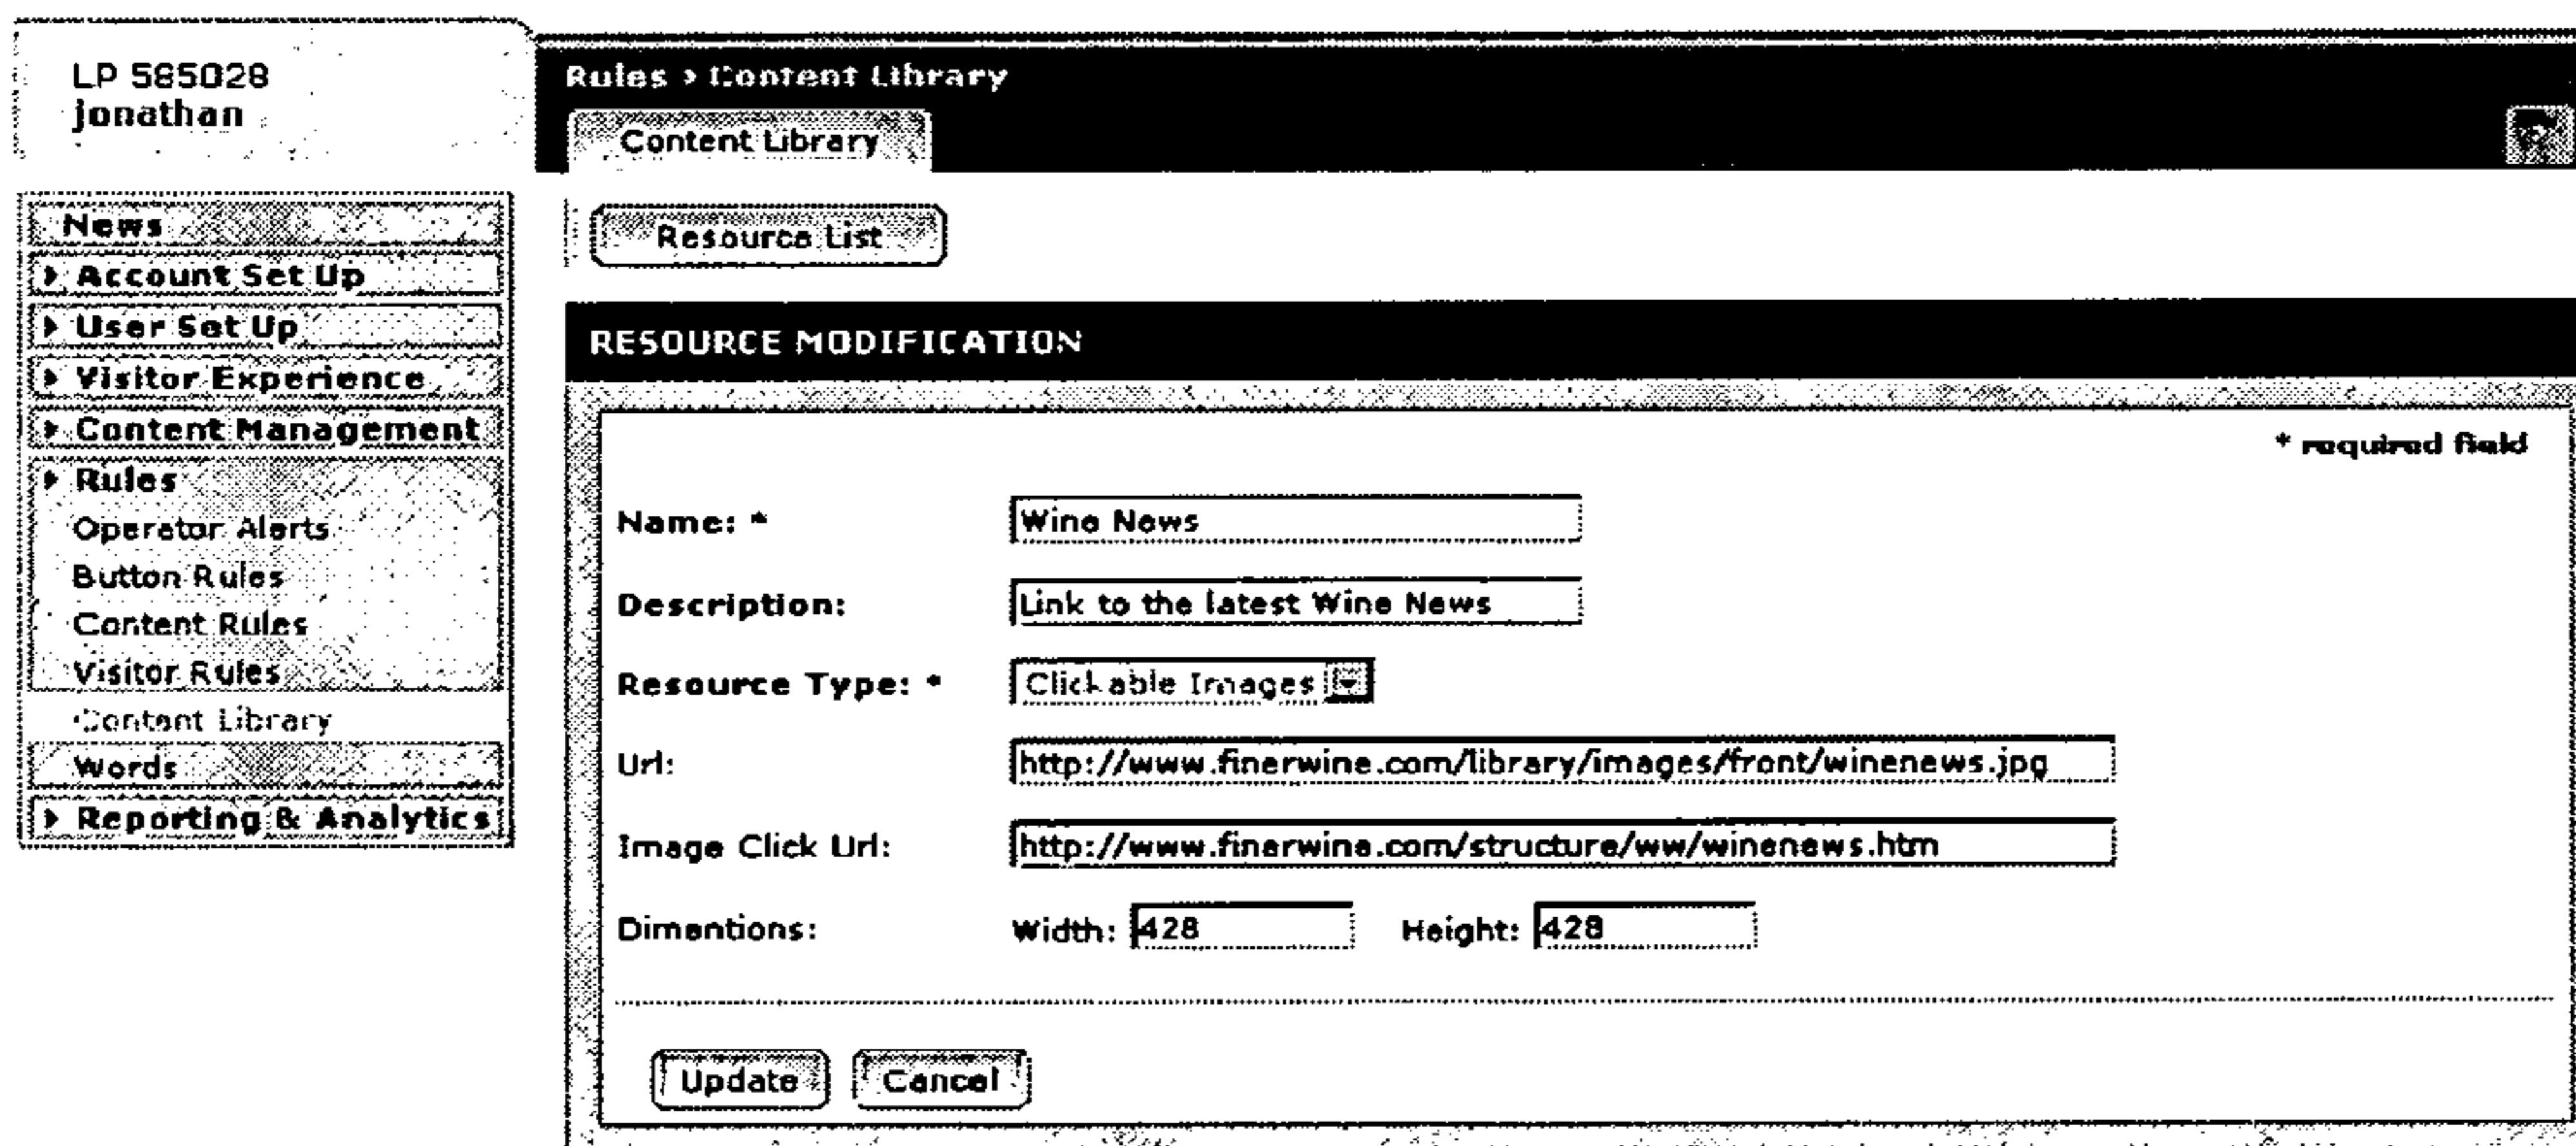 LP 585028
jonathan
Rules > Content Library
Content Library
News
Account Set Up
User Set Up
Visitor Experience
Content Management
Rules
Operator Alerts
Button Rules
Content Rules
Visitor Rules
Content Library
Words
Reporting & Analytics
Resource List
RESOURCE MODIFICATION
* required field
Name: * Wine News
Description: Link to the latest Wine News
Resource Type: * Clickable Images
Url: http://www.finerwine.com/library/images/front/winenews.jpg
Image Click Url: http://www.finerwine.com/structure/ww/winenews.htm
Dimentions: Width: 428 Height: 428
Update Cancel